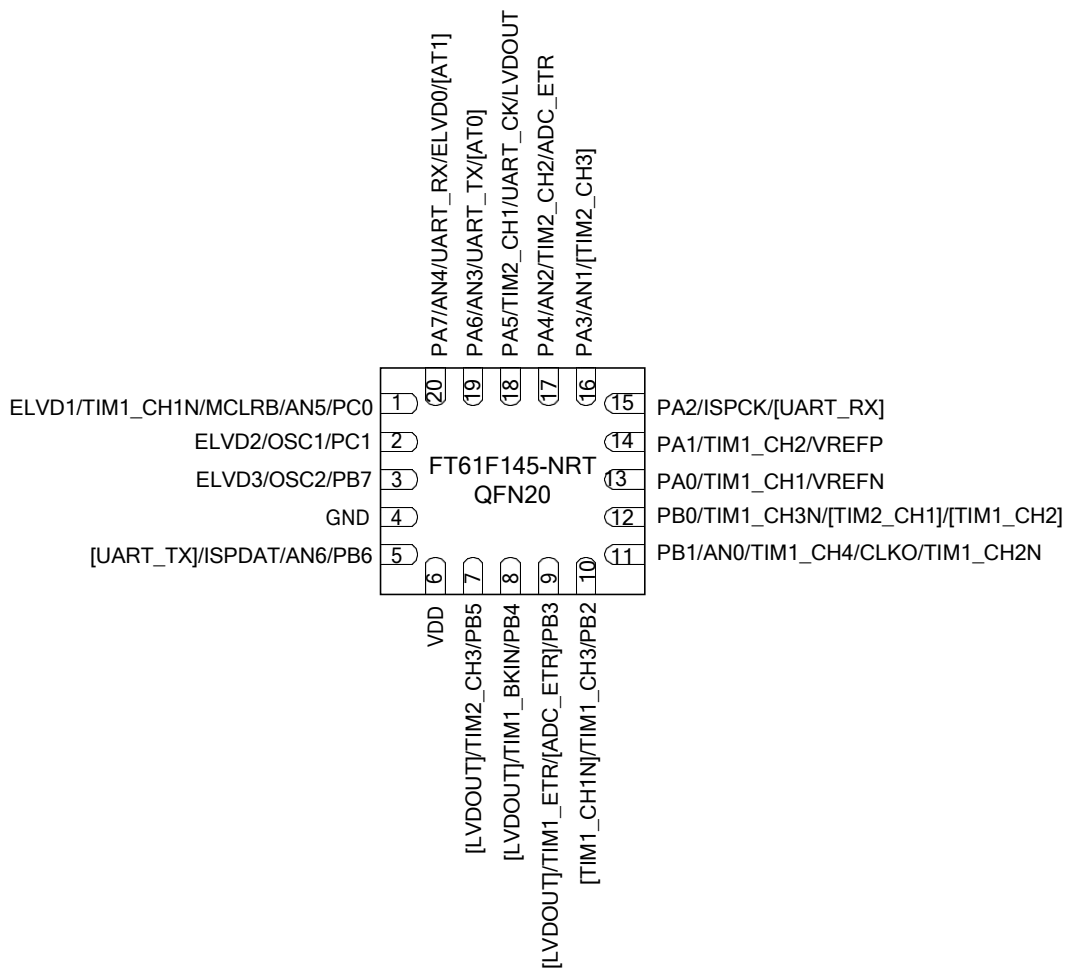 PA7/AN4/UART_RX/ELVD0/[AT1]
PA6/AN3/UART_TX/[AT0]
PA5/TIM2_CH1/UART_CK/LVDOUT
PA4/AN2/TIM2_CH2/ADC_ETR
PA3/AN1/[TIM2_CH3]
20
19
18
17
16
ELVD1/TIM1_CH1N/MCLRB/AN5/PC0
1
ELVD2/OSC1/PC1
2
ELVD3/OSC2/PB7
3
GND
4
[UART_TX]/ISPDAT/AN6/PB6
5
FT61F145-NRT
QFN20
15
PA2/ISPCK/[UART_RX]
14
PA1/TIM1_CH2/VREFP
13
PA0/TIM1_CH1/VREFN
12
PB0/TIM1_CH3N/[TIM2_CH1]/[TIM1_CH2]
11
PB1/AN0/TIM1_CH4/CLKO/TIM1_CH2N
6
7
8
9
10
VDD
[LVDOUT]/TIM2_CH3/PB5
[LVDOUT]/TIM1_BKIN/PB4
[LVDOUT]/TIM1_ETR/[ADC_ETR]/PB3
[TIM1_CH1N]/TIM1_CH3/PB2